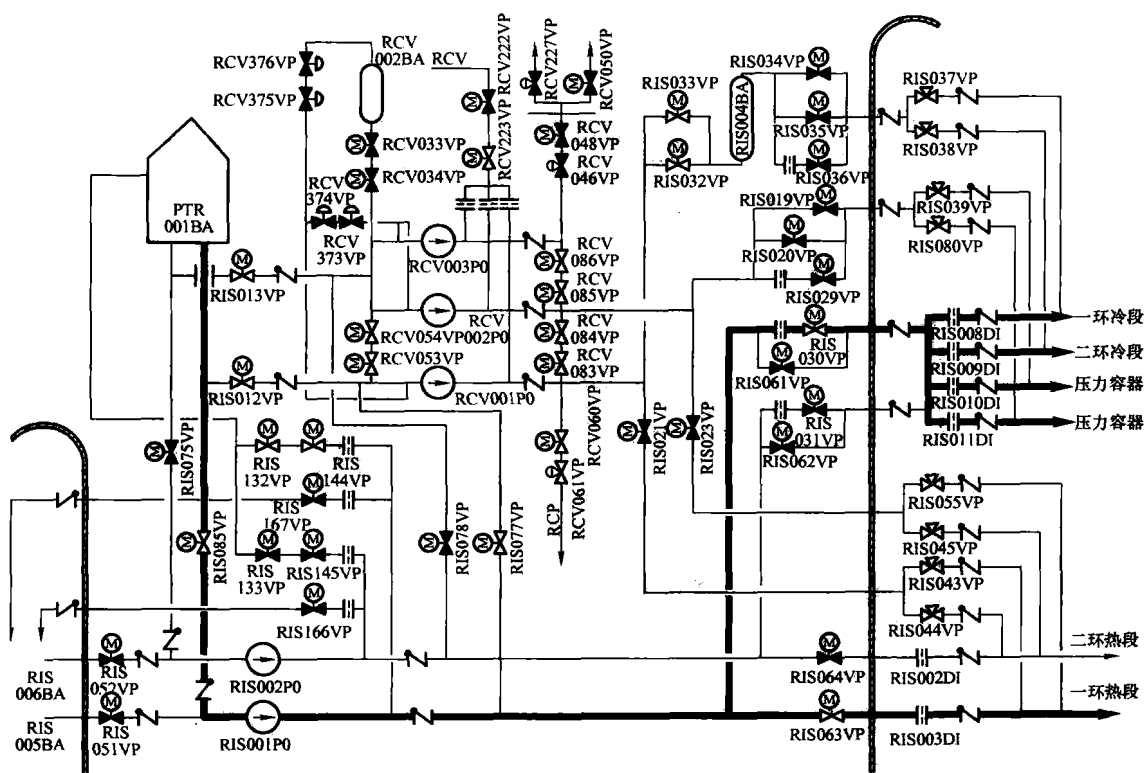 RCV376VP
RCV375VP
RCV
002BA
RCV
RCV222VP
RCV223VP
RCV227VP
RCV050VP
RCV033VP
RCV034VP
RCV
374VP
RCV
373VP
RCV
048VP
RCV
046VP
PTR
001BA
RIS013VP
RIS012VP
RCV003P0
RCV
002P0
RCV001P0
RCV054VP
RCV053VP
RCV
086VP
RCV
085VP
RCV
084VP
RCV
083VP
RCV060VP
RCV061VP
RCP
RIS033VP
RIS032VP
RIS004BA
RIS034VP
RIS035VP
RIS036VP
RIS019VP
RIS020VP
RIS029VP
RIS
030VP
RIS061VP
RIS
031VP
RIS062VP
RIS021VP
RIS023VP
RIS037VP
RIS038VP
RIS039VP
RIS080VP
RIS008DI
RIS009DI
RIS010DI
RIS011DI
一环冷段
二环冷段
压力容器
压力容器
RIS075VP
RIS085VP
RIS
132VP
RIS
144VP
RIS
167VP
RIS
133VP
RIS145VP
RIS166VP
RIS078VP
RIS077VP
RIS055VP
RIS045VP
RIS043VP
RIS044VP
RIS
006BA
RIS
052VP
RIS002P0
RIS064VP
RIS002DI
二环热段
RIS
005BA
RIS
051VP
RIS001P0
RIS063VP
RIS003DI
一环热段